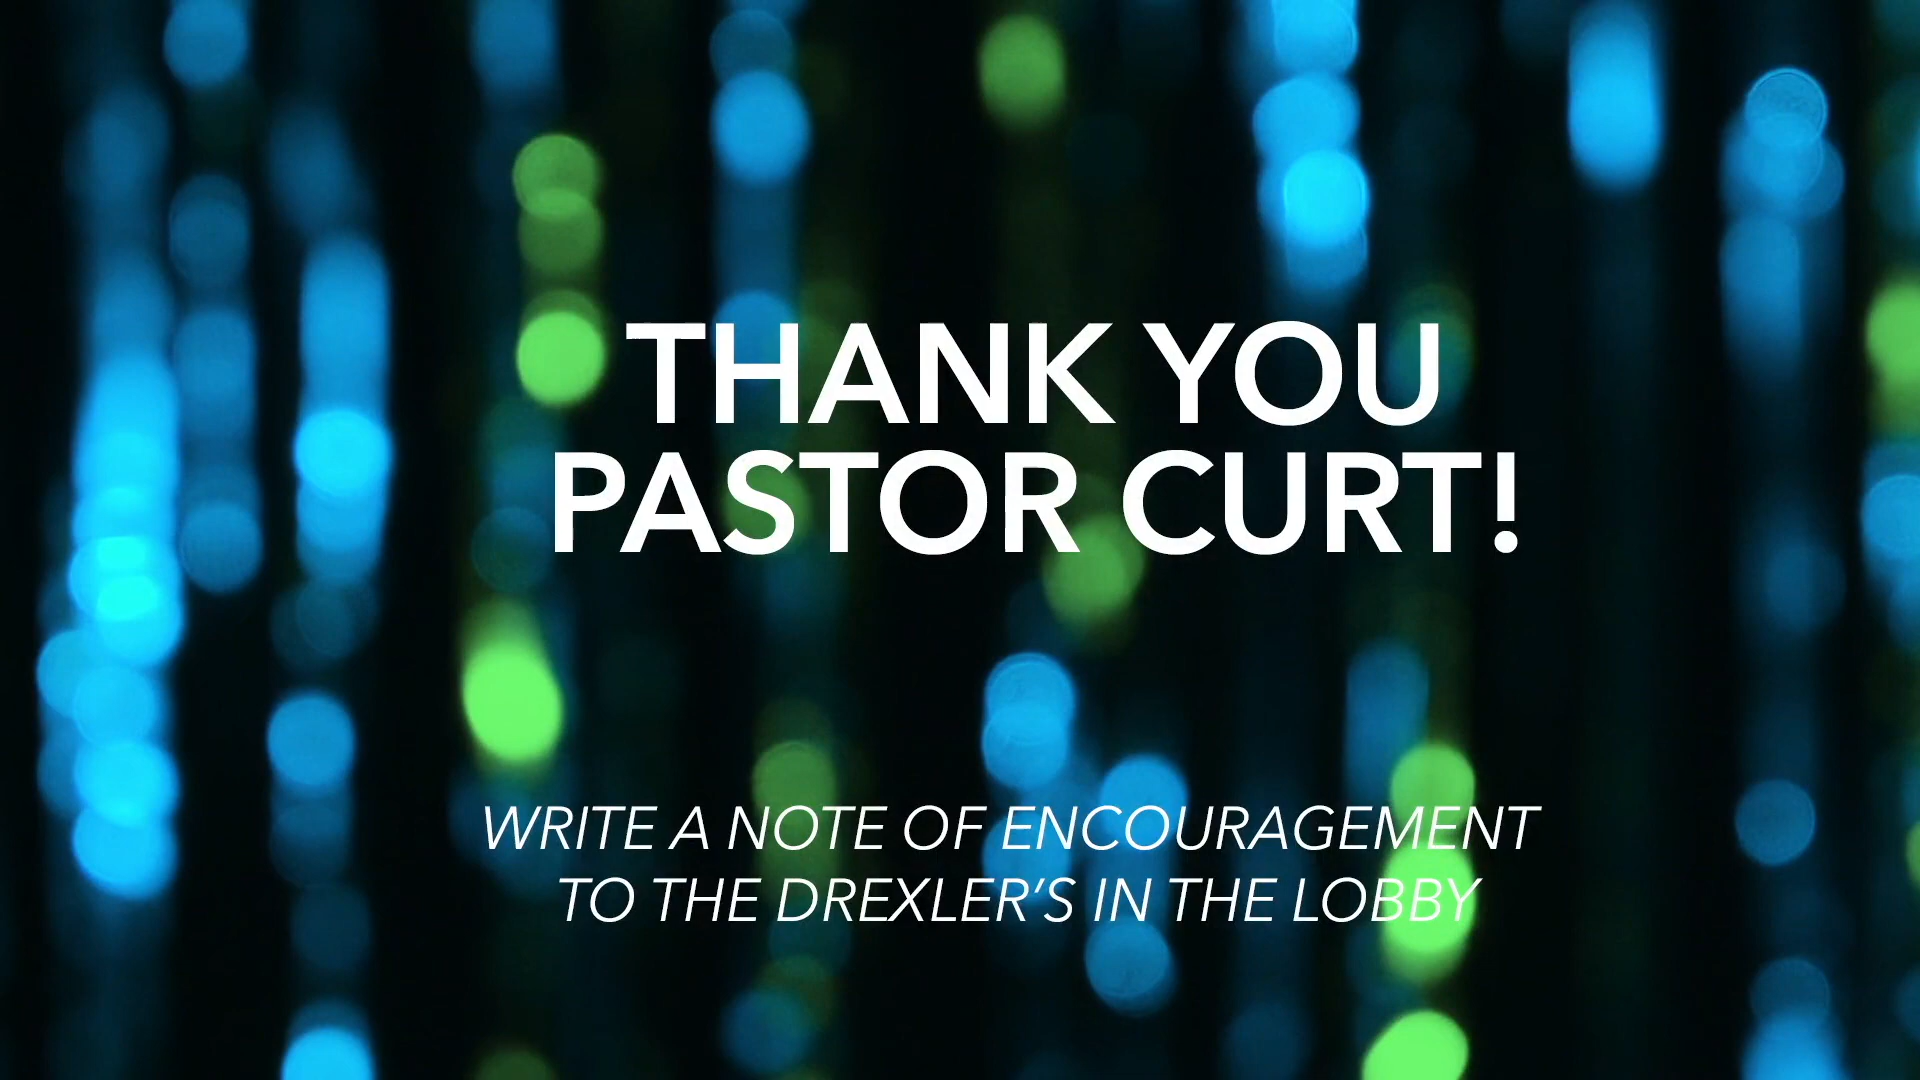 THANK YOU
PASTOR CURT!
WRITE A NOTE OF ENCOURAGEMENT
TO THE DREXLER’S IN THE LOBBY